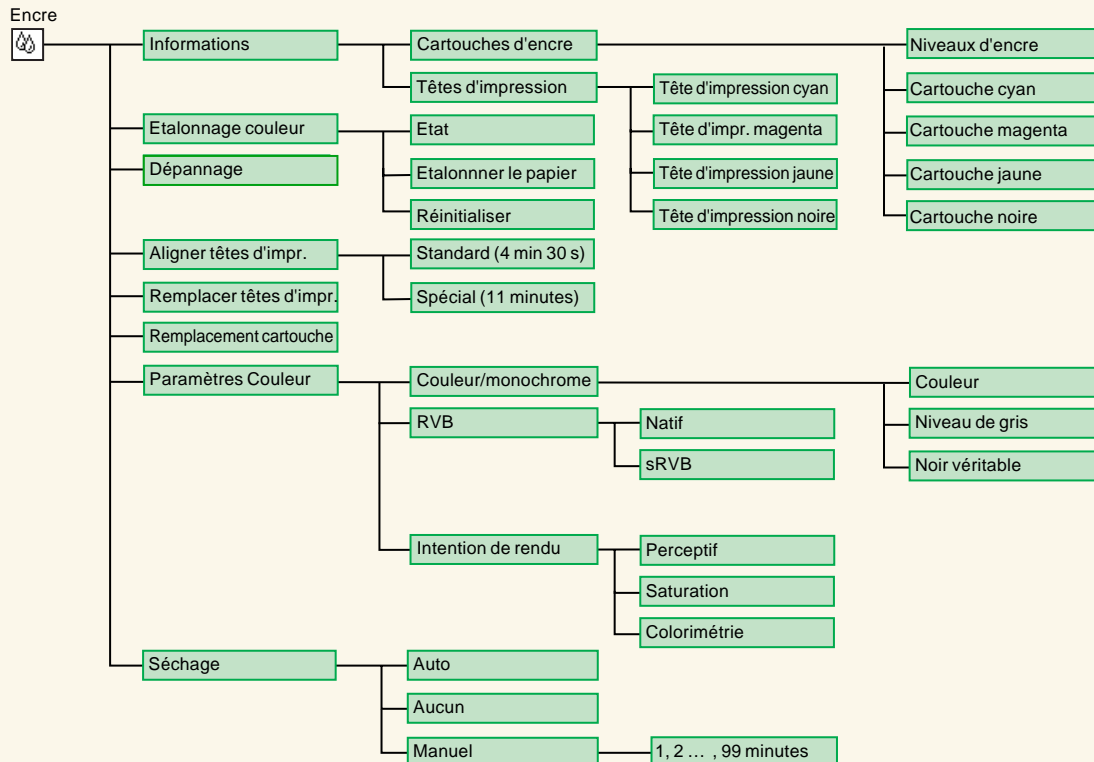 Encre
Informations
Cartouches d'encre
Niveaux d'encre
Têtes d'impression
Tête d'impression cyan
Cartouche cyan
Etalonnage couleur
Etat
Tête d'impr. magenta
Cartouche magenta
Dépannage
Etalonnner le papier
Tête d'impression jaune
Cartouche jaune
Réinitialiser
Tête d'impression noire
Cartouche noire
Aligner têtes d'impr.
Standard (4 min 30 s)
Remplacer têtes d'impr.
Spécial (11 minutes)
Remplacement cartouche
Paramètres Couleur
Couleur/monochrome
Couleur
RVB
Natif
Niveau de gris
sRVB
Noir véritable
Intention de rendu
Perceptif
Saturation
Colorimétrie
Séchage
Auto
Aucun
Manuel
1, 2 … , 99 minutes